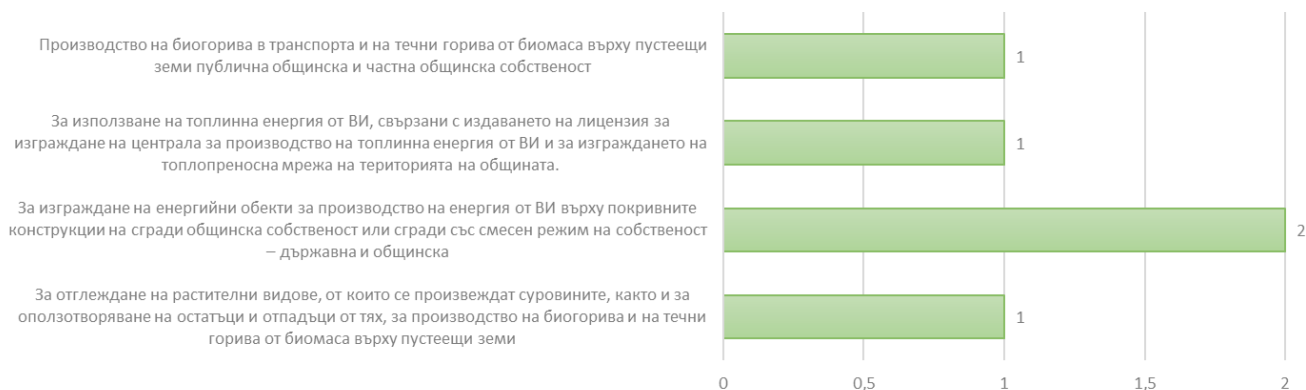 Производство на биогорива в транспорта и на течни горива от биомаса върху пустеещи
земи публична общинска и частна общинска собственост
1
За използване на топлинна енергия от ВИ, свързани с издаването на лицензия за
изграждане на централа за производство на топлинна енергия от ВИ и за изграждането на
топлопреносна мрежа на територията на общината.
1
За изграждане на енергийни обекти за производство на енергия от ВИ върху покривните
конструкции на сгради общинска собственост или сгради със смесен режим на собственост
– държавна и общинска
2
За отглеждане на растителни видове, от които се произвеждат суровините, както и за
оползотворяване на остатъци и отпадъци от тях, за производство на биогорива и на течни
горива от биомаса върху пустеещи земи
1
0 0,5 1 1,5 2